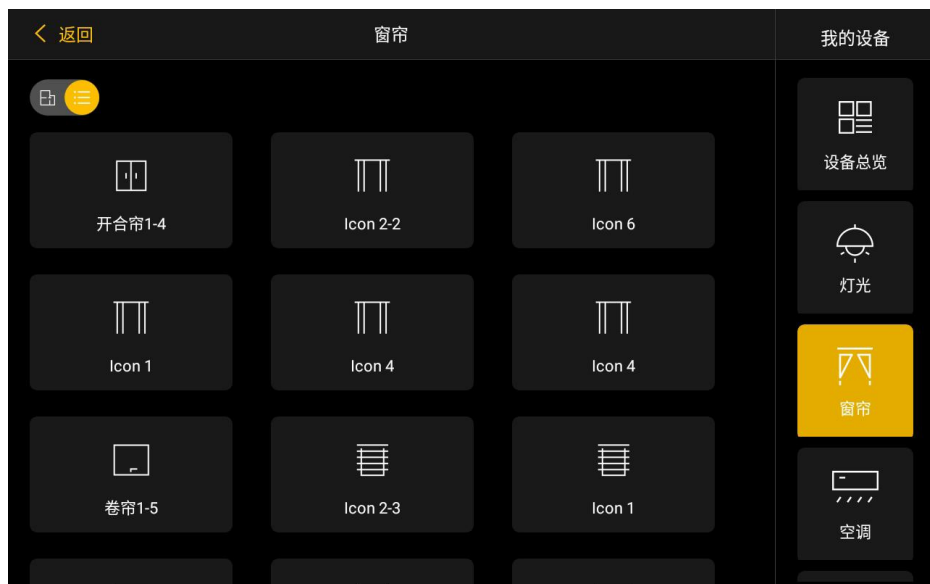 返回
窗帘
我的设备
设备总览
开合帘1-4
Icon 2-2
Icon 6
灯光
Icon 1
Icon 4
Icon 4
窗帘
卷帘1-5
Icon 2-3
Icon 1
空调